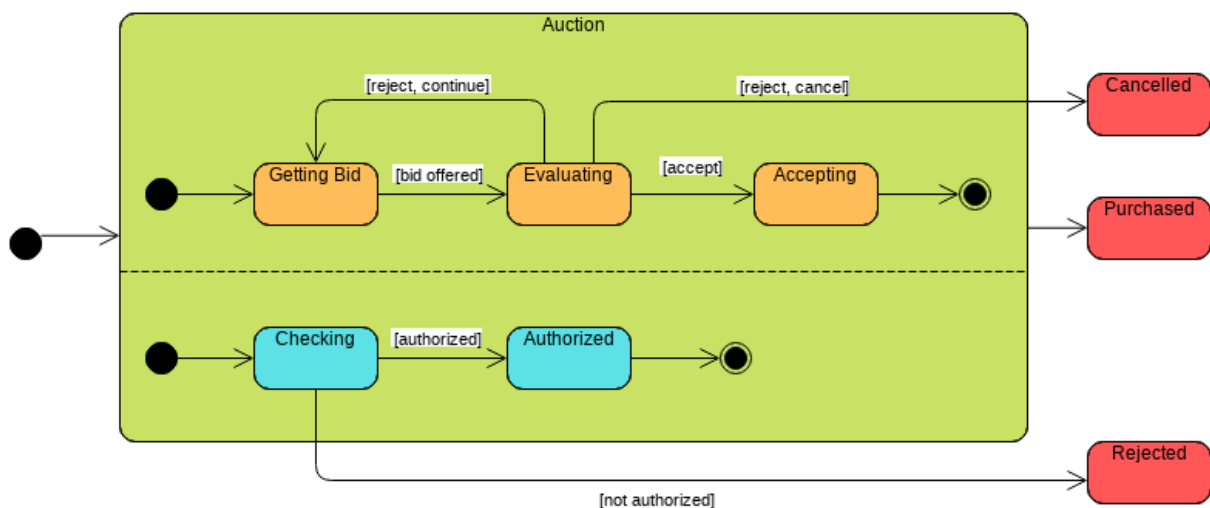 Auction
[reject, continue]
[reject, cancel]
Cancelled
Getting Bid
[bid offered]
Evaluating
[accept]
Accepting
Purchased
Checking
[authorized]
Authorized
Rejected
[not authorized]